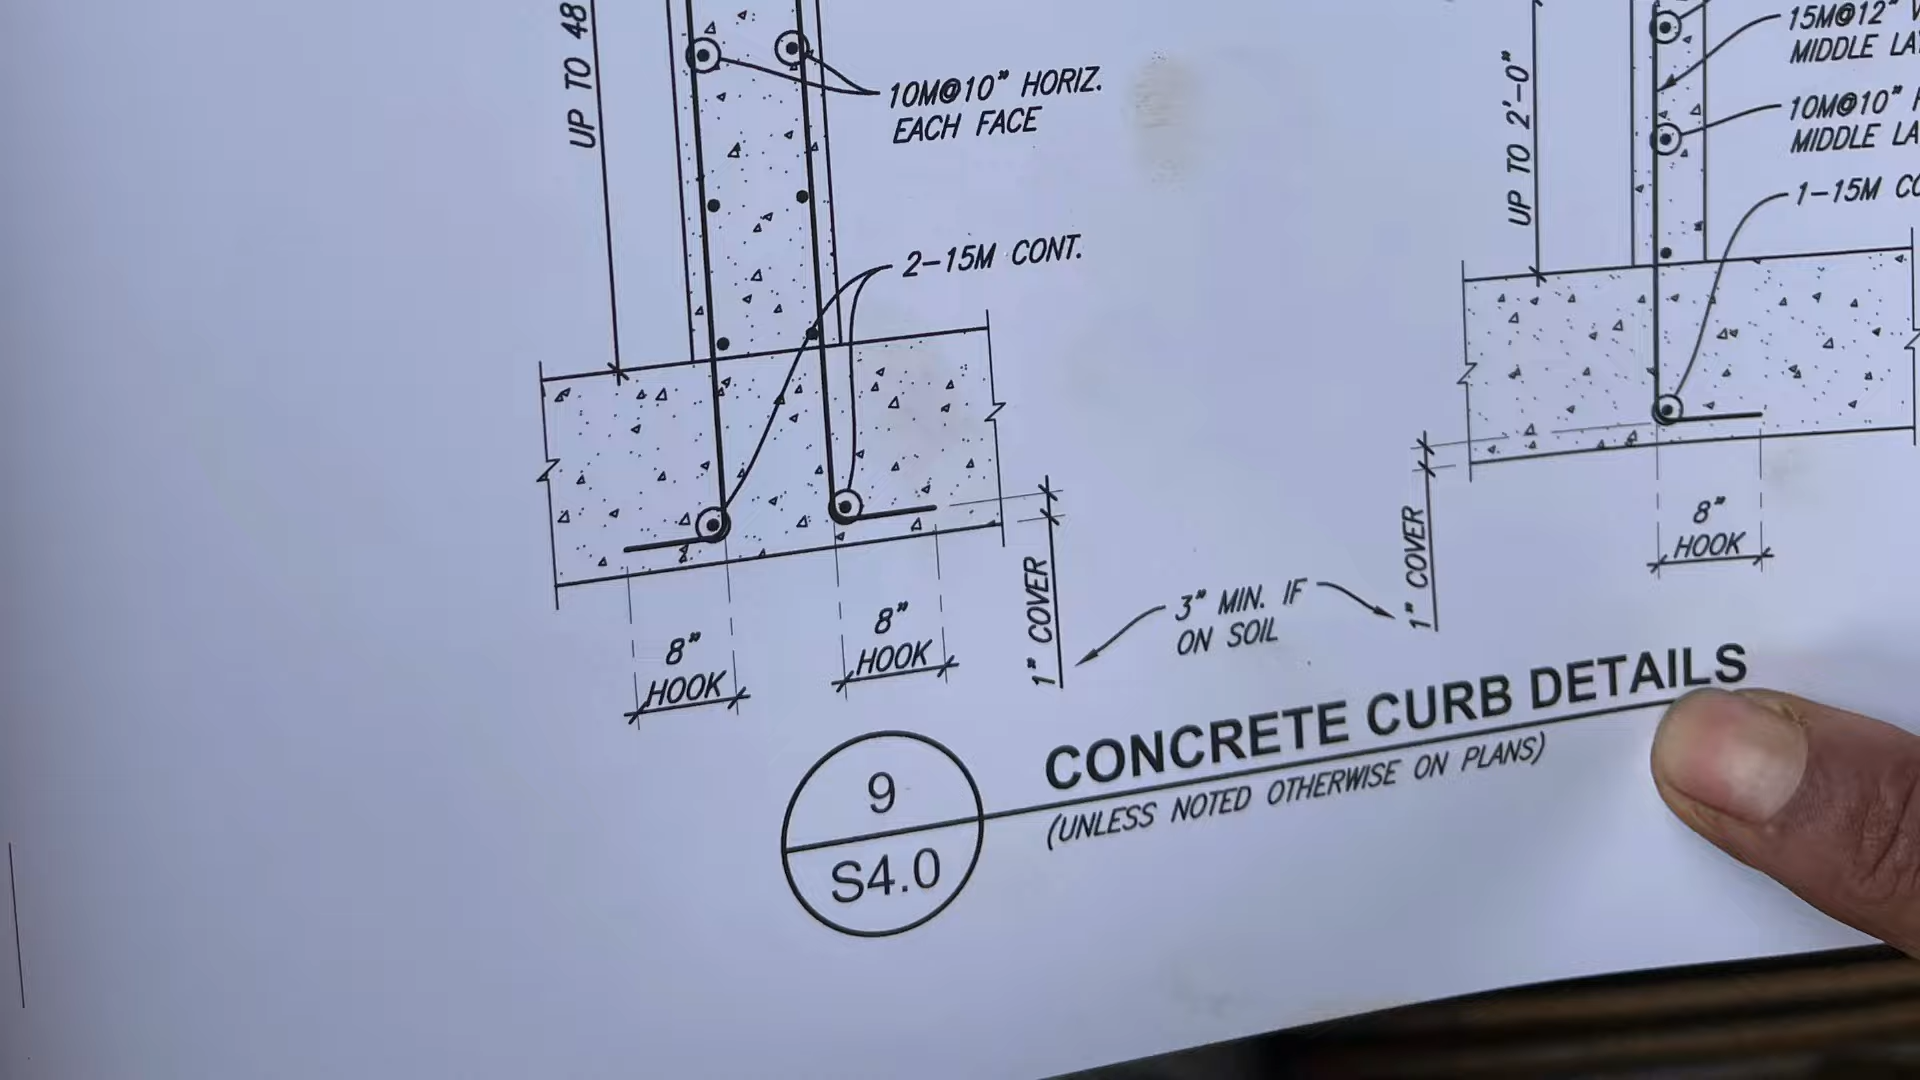 UP TO 48
10M@10" HORIZ.
EACH FACE
2-15M CONT.
8"
HOOK
8"
HOOK
1" COVER
3" MIN. IF
ON SOIL
UP TO 2'-0"
15M@12"
MIDDLE
10M@10"
MIDDLE
1-15M
1" COVER
8"
HOOK
9
S4.0
CONCRETE CURB DETAILS
(UNLESS NOTED OTHERWISE ON PLANS)